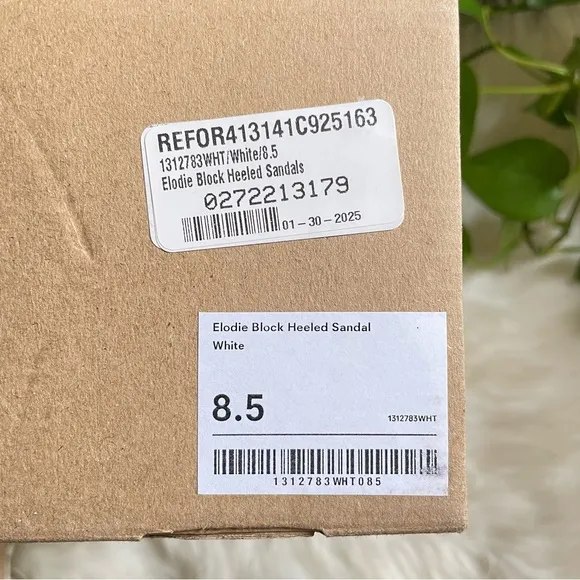 REFOR413141C925163
1312783WHT/White/8.5
Elodie Block Heeled Sandals
0272213179
01-30-2025
Elodie Block Heeled Sandal
White
8.5
1312783WHT
1312783WHT085